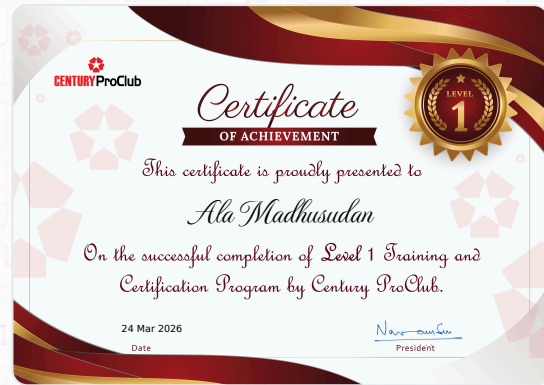 CENTURY ProClub
Certificate
OF ACHIEVEMENT
LEVEL
1
This certificate is proudly presented to
Ala Madhusudan
On the successful completion of Level 1 Training and
Certification Program by Century ProClub.
24 Mar 2026
Date
President